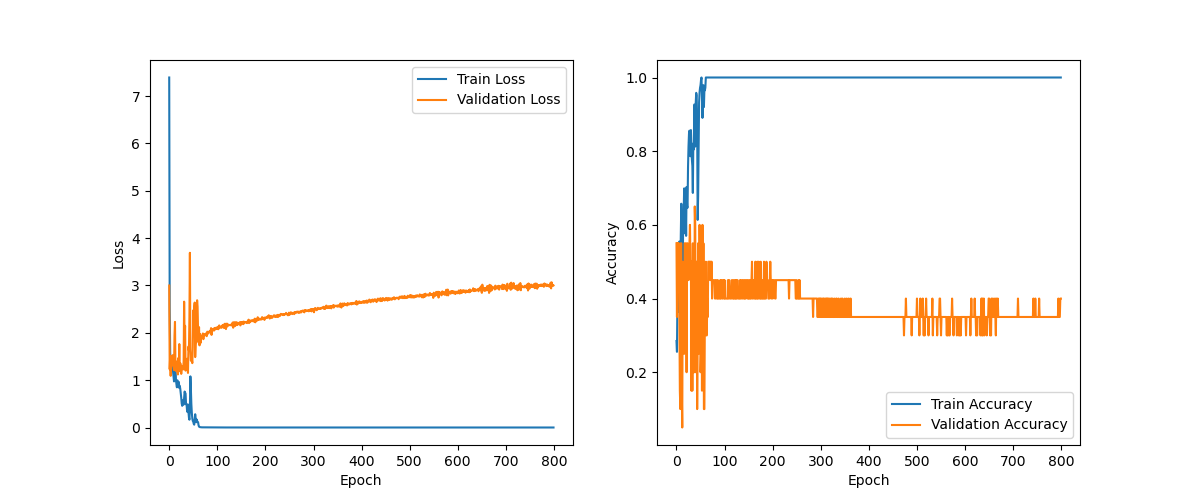 Train Loss
Validation Loss
7
6
5
4
3
2
1
0
Loss
0 100 200 300 400 500 600 700 800
Epoch
1.0
0.8
0.6
0.4
0.2
Accuracy
Train Accuracy
Validation Accuracy
0 100 200 300 400 500 600 700 800
Epoch